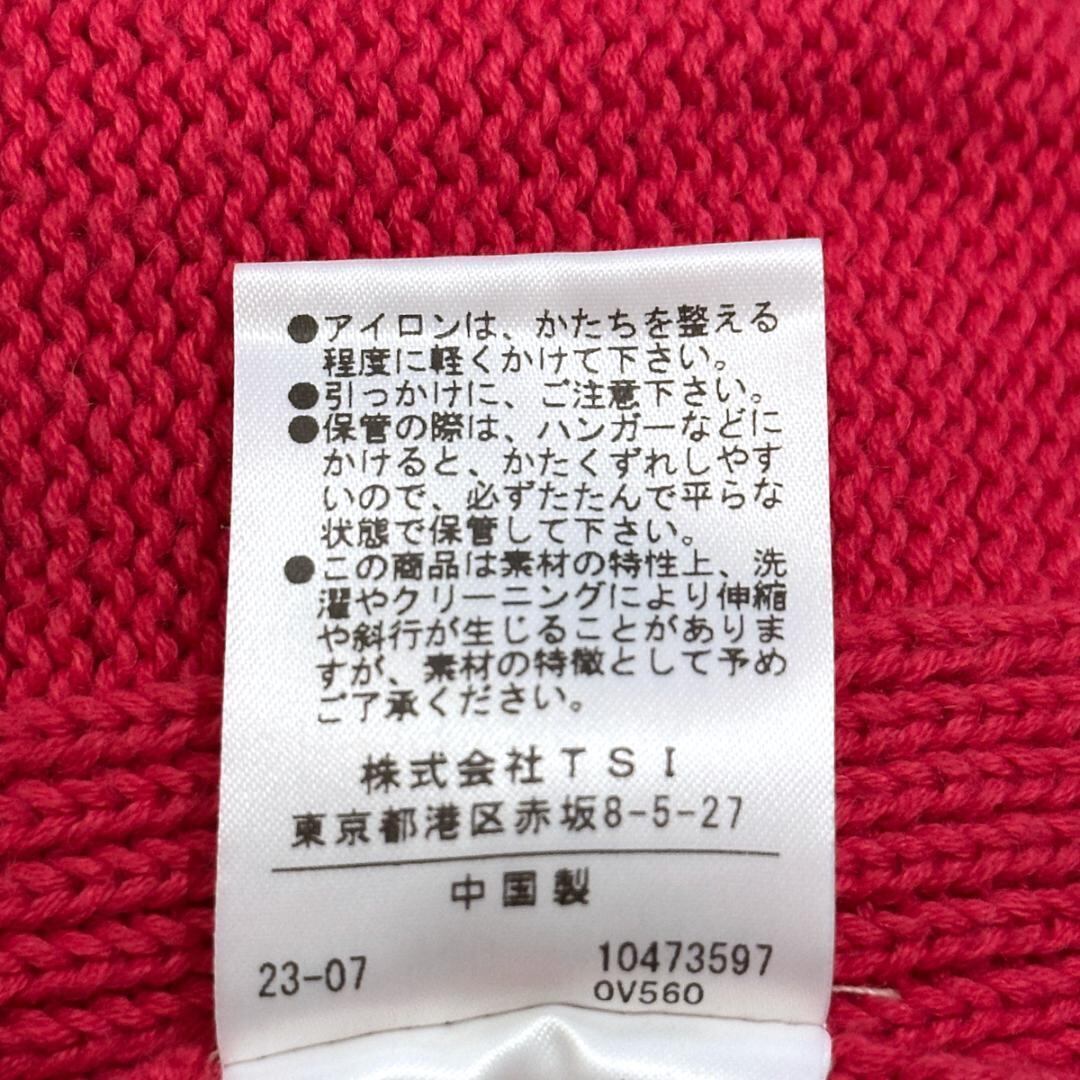 ●アイロンは、かたちを整える
程度に軽くかけて下さい。
●引っかけに、ご注意下さい。
●保管の際は、ハンガーなどに
かけると、かたくずれしやす
いので、必ずたたんで平らな
状態で保管して下さい。
●この商品は素材の特性上、洗
濯やクリーニングにより伸縮
や斜行が生じることがありま
すが、素材の特徴として予め
ご了承ください。
株式会社TSI
東京都港区赤坂8-5-27
中国製
23-07 10473597
0V560